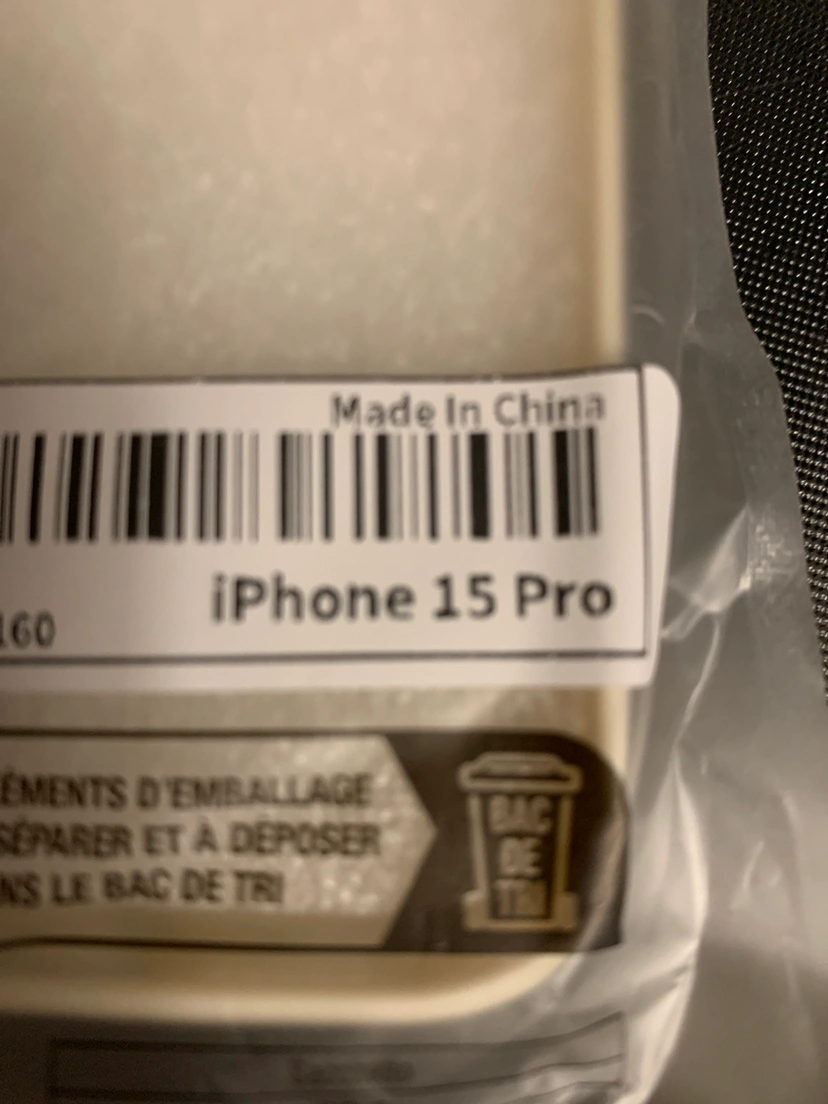 Made In China
iPhone 15 Pro
160
ÉMENTS D'EMBALLAGE
SÉPARER ET À DÉPOSER
NS LE BAC DE TRI
BAC
DE
TRI